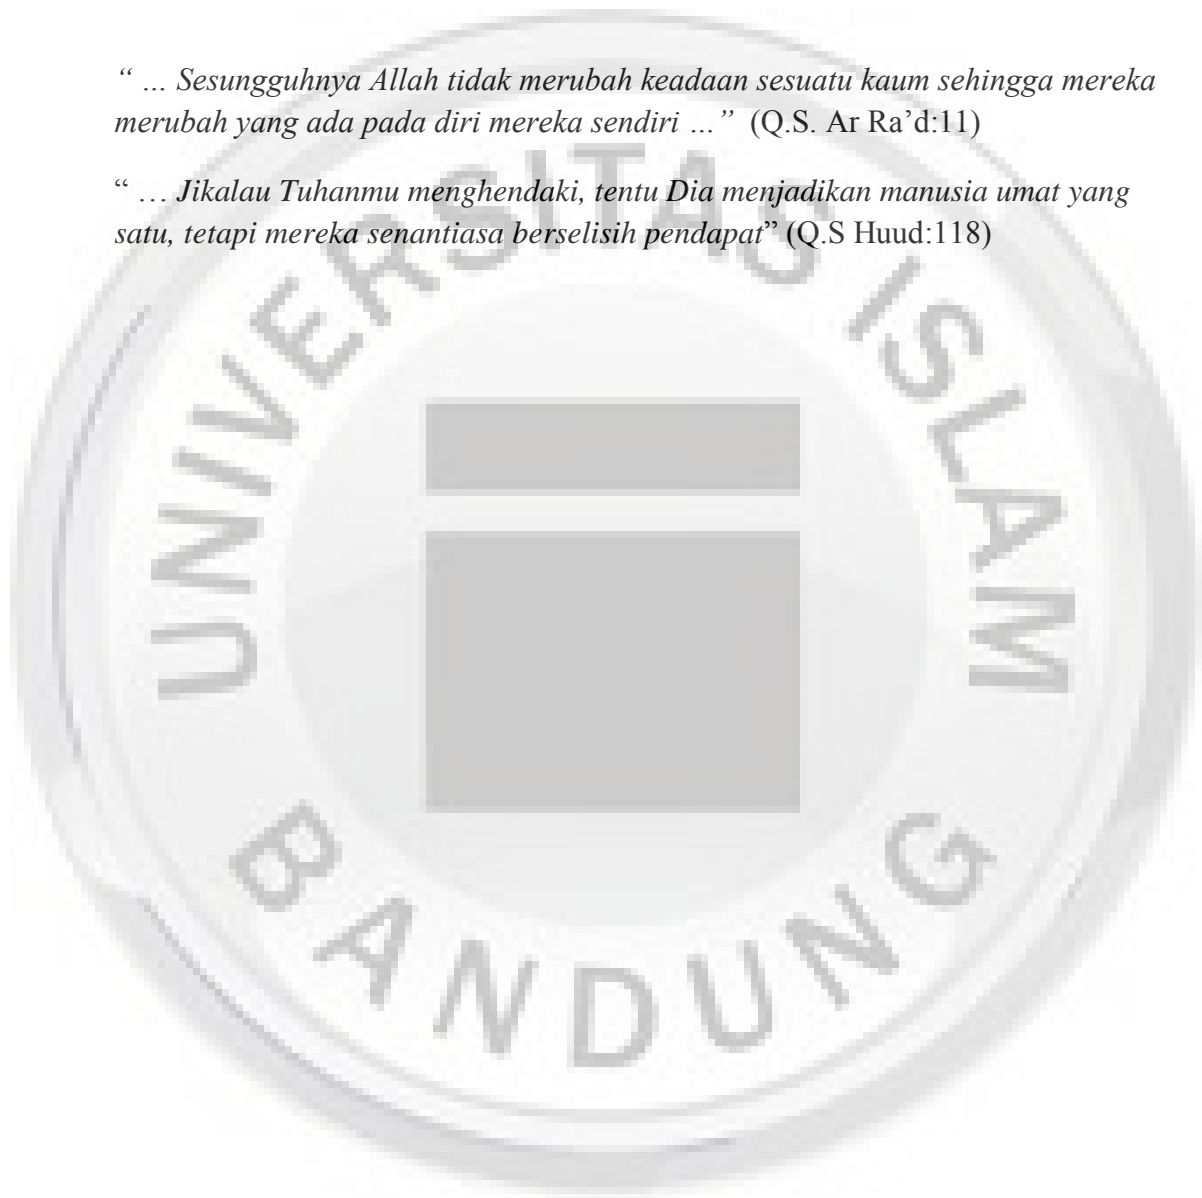 “ ... Sesungguhnya Allah tidak merubah keadaan sesuatu kaum sehingga mereka
merubah yang ada pada diri mereka sendiri ...” (Q.S. Ar Ra’d:11)
“ … Jikalau Tuhanmu menghendaki, tentu Dia menjadikan manusia umat yang
satu, tetapi mereka senantiasa berselisih pendapat” (Q.S Huud:118)
UNIVERSITAS ISLAM
BANDUNG